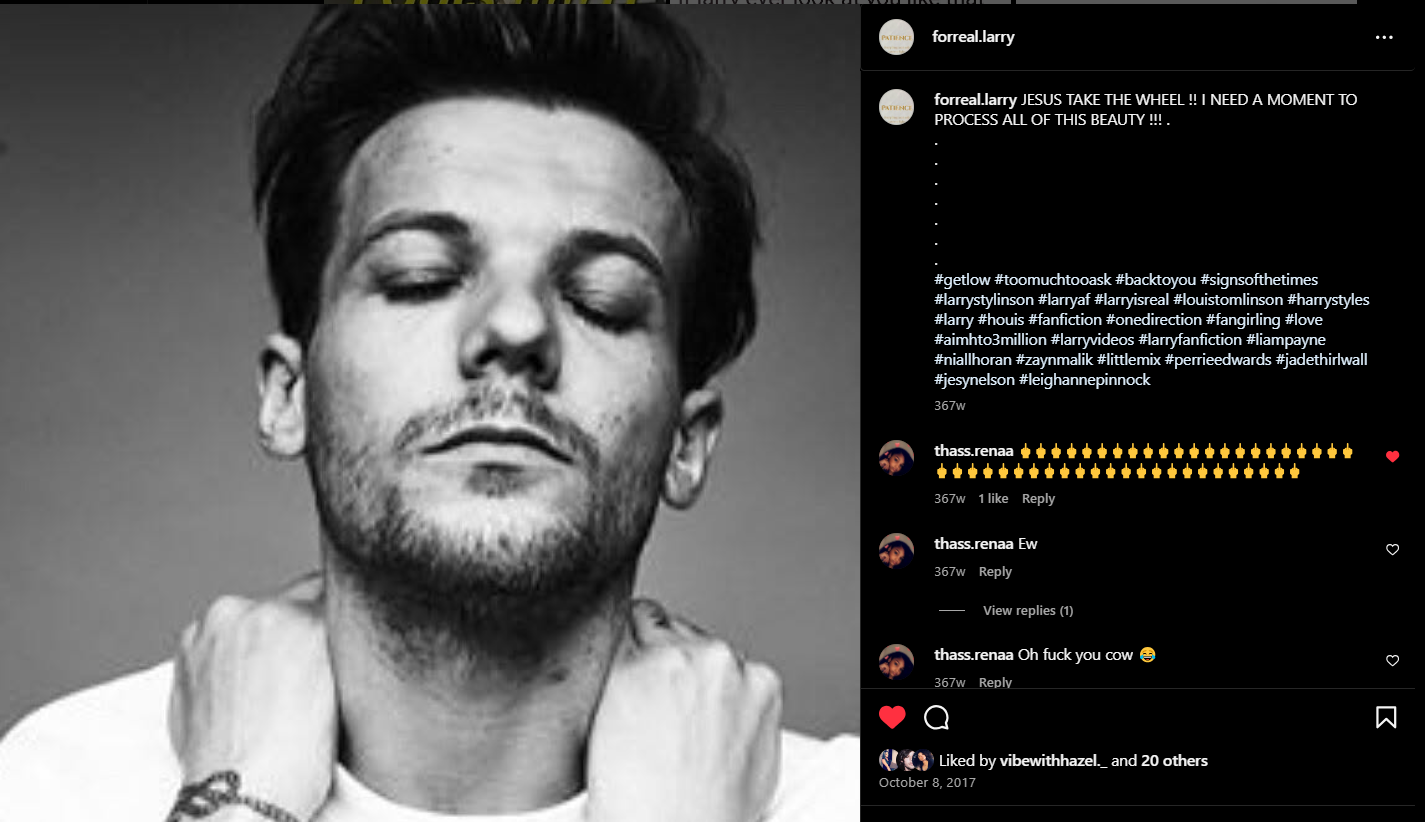 PATIENCE
forreal.larry
PATIENCE
forreal.larry JESUS TAKE THE WHEEL !! I NEED A MOMENT TO
PROCESS ALL OF THIS BEAUTY !!! .
.
.
.
.
.
.
.
#getlow #toomuchtooask #backtoyou #signsofthetimes
#larrystylinson #larryaf #larryisreal #louistomlinson #harrystyles
#larry #houis #fanfiction #onedirection #fangirling #love
#aimhto3million #larryvideos #larryfanfiction #liampayne
#niallhoran #zaynmalik #littlemix #perrieedwards #jadethirlwall
#jesynelson #leighannepinnock
367w
thass.renaa 🖕🖕🖕🖕🖕🖕🖕🖕🖕🖕🖕🖕🖕🖕🖕🖕🖕🖕🖕🖕🖕🖕
🖕🖕🖕🖕🖕🖕🖕🖕🖕🖕🖕🖕🖕🖕🖕🖕🖕🖕🖕🖕🖕🖕🖕🖕
367w 1 like Reply
thass.renaa Ew
367w Reply
View replies (1)
thass.renaa Oh fuck you cow 😂
367w Reply
Liked by vibewithhazel._ and 20 others
October 8, 2017